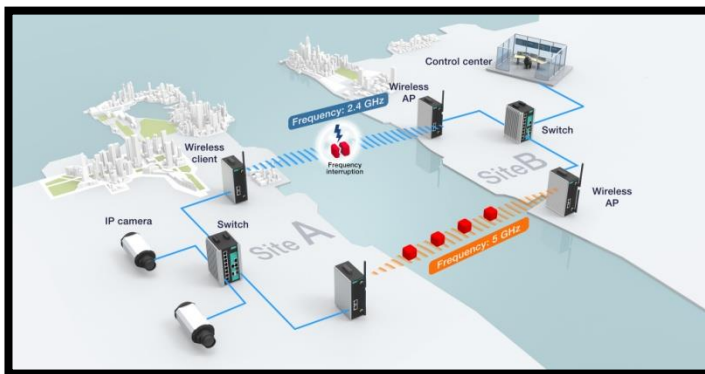 Control center
Wireless
AP
Frequency: 2.4 GHz
Switch
Wireless
client
Frequency
interruption
Site B
Wireless
AP
IP camera
Switch
Site A
Frequency: 5 GHz